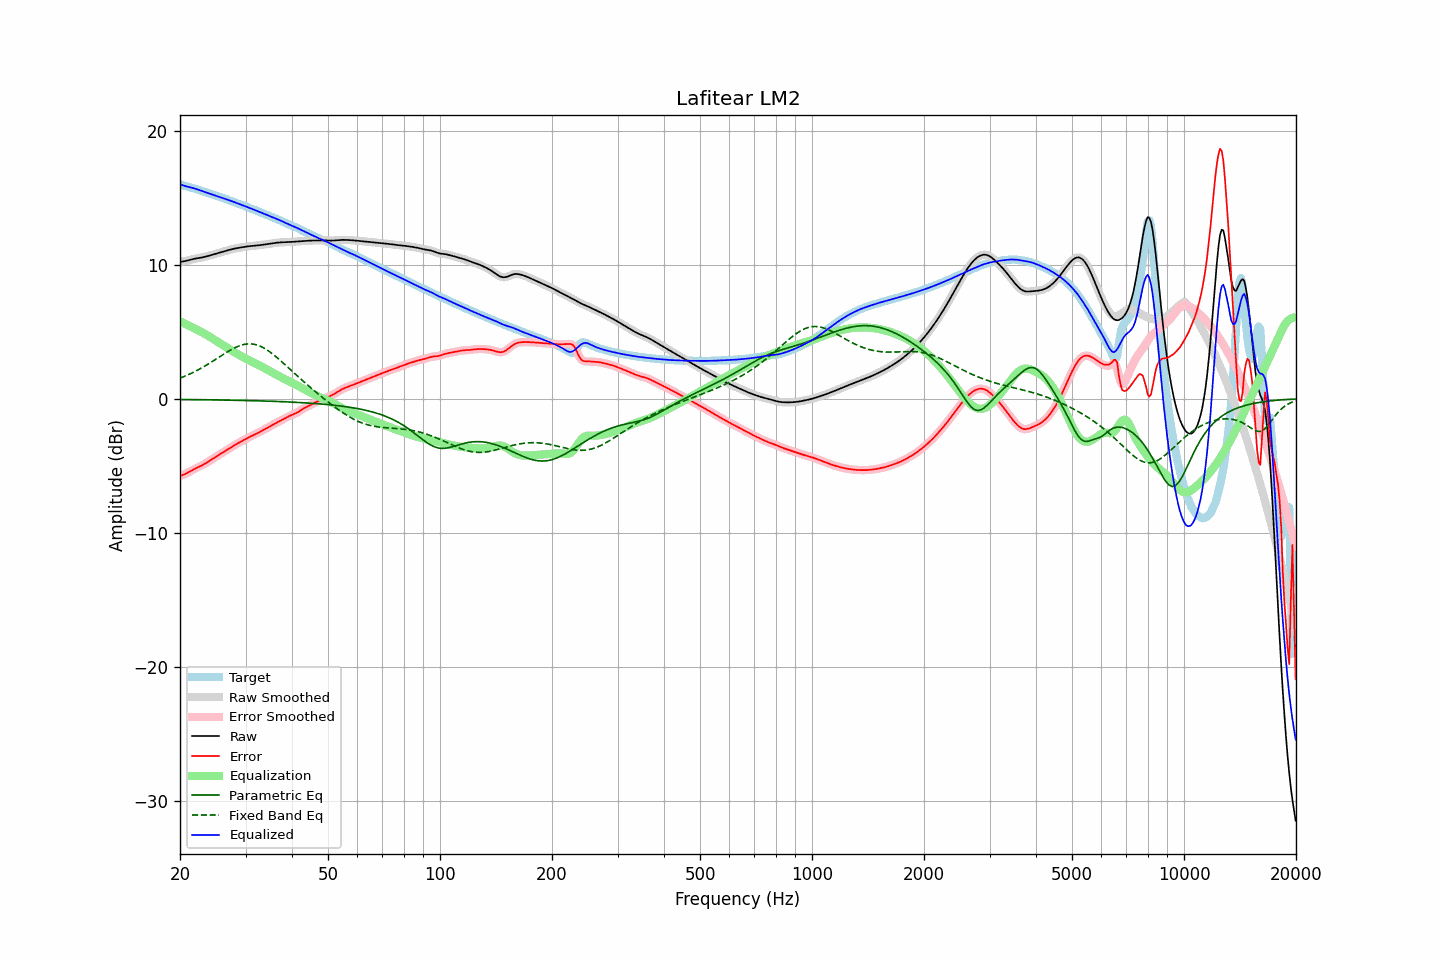 Lafitear LM2
20
10
0
−10
−20
−30
Amplitude (dBr)
Target
Raw Smoothed
Error Smoothed
Raw
Error
Equalization
Parametric Eq
Fixed Band Eq
Equalized
20 50 100 200 500 1000 2000 5000 10000 20000
Frequency (Hz)